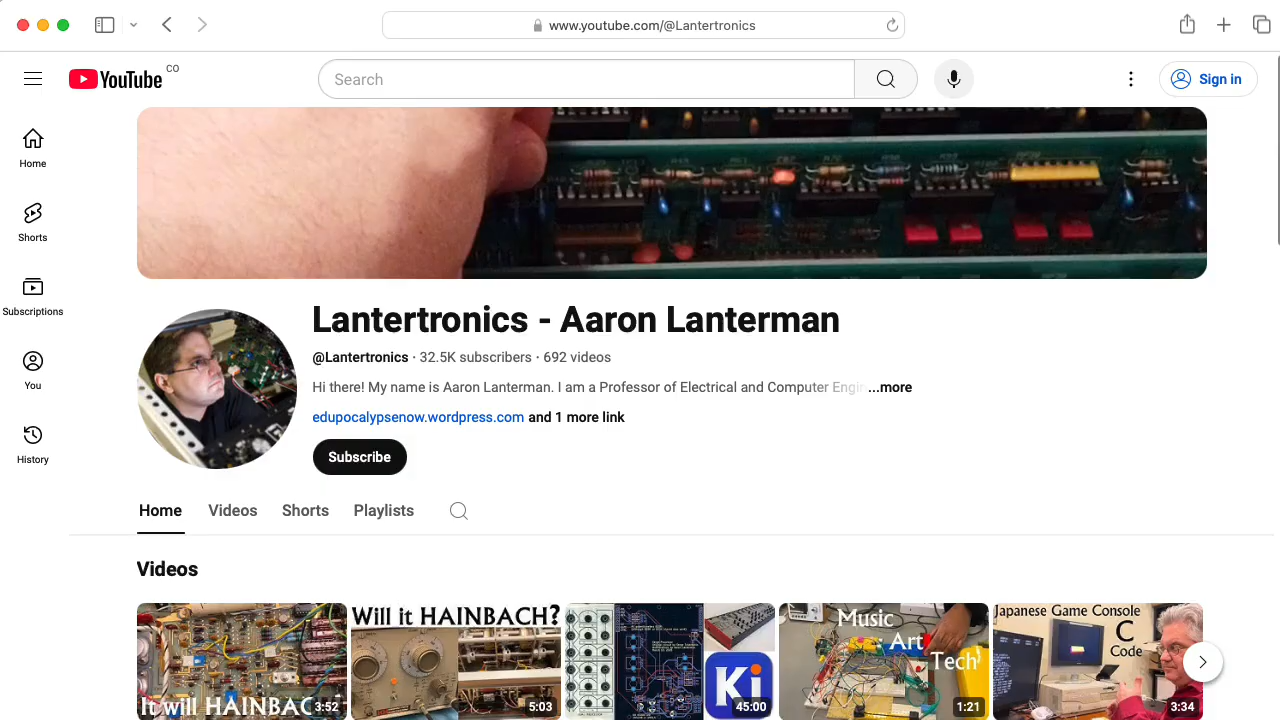 www.youtube.com/@Lantertronics
YouTube CO
Search
Sign in
Home
Shorts
Subscriptions
You
History
Lantertronics - Aaron Lanterman
@Lantertronics · 32.5K subscribers · 692 videos
Hi there! My name is Aaron Lanterman. I am a Professor of Electrical and Computer Engin ...more
edupocalypsenow.wordpress.com and 1 more link
Subscribe
Home Videos Shorts Playlists
Videos
It will HAINBAC
3:52
Will it HAINBACH?
5:03
Ki
45:00
Music
Art
Tech
1:21
Japanese Game Console
C
Code
3:34